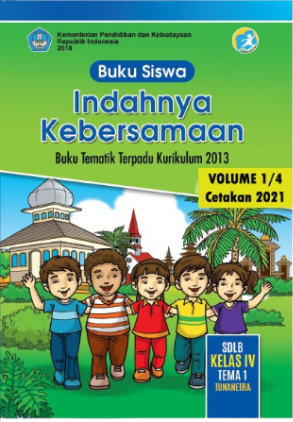 Kementerian Pendidikan dan Kebudayaan
Republik Indonesia
2018
Buku Siswa
Indahnya
Kebersamaan
Buku Tematik Terpadu Kurikulum 2013
VOLUME 1/4
Cetakan 2021
SDLB
KELAS IV
TEMA 1
TUNANETRA